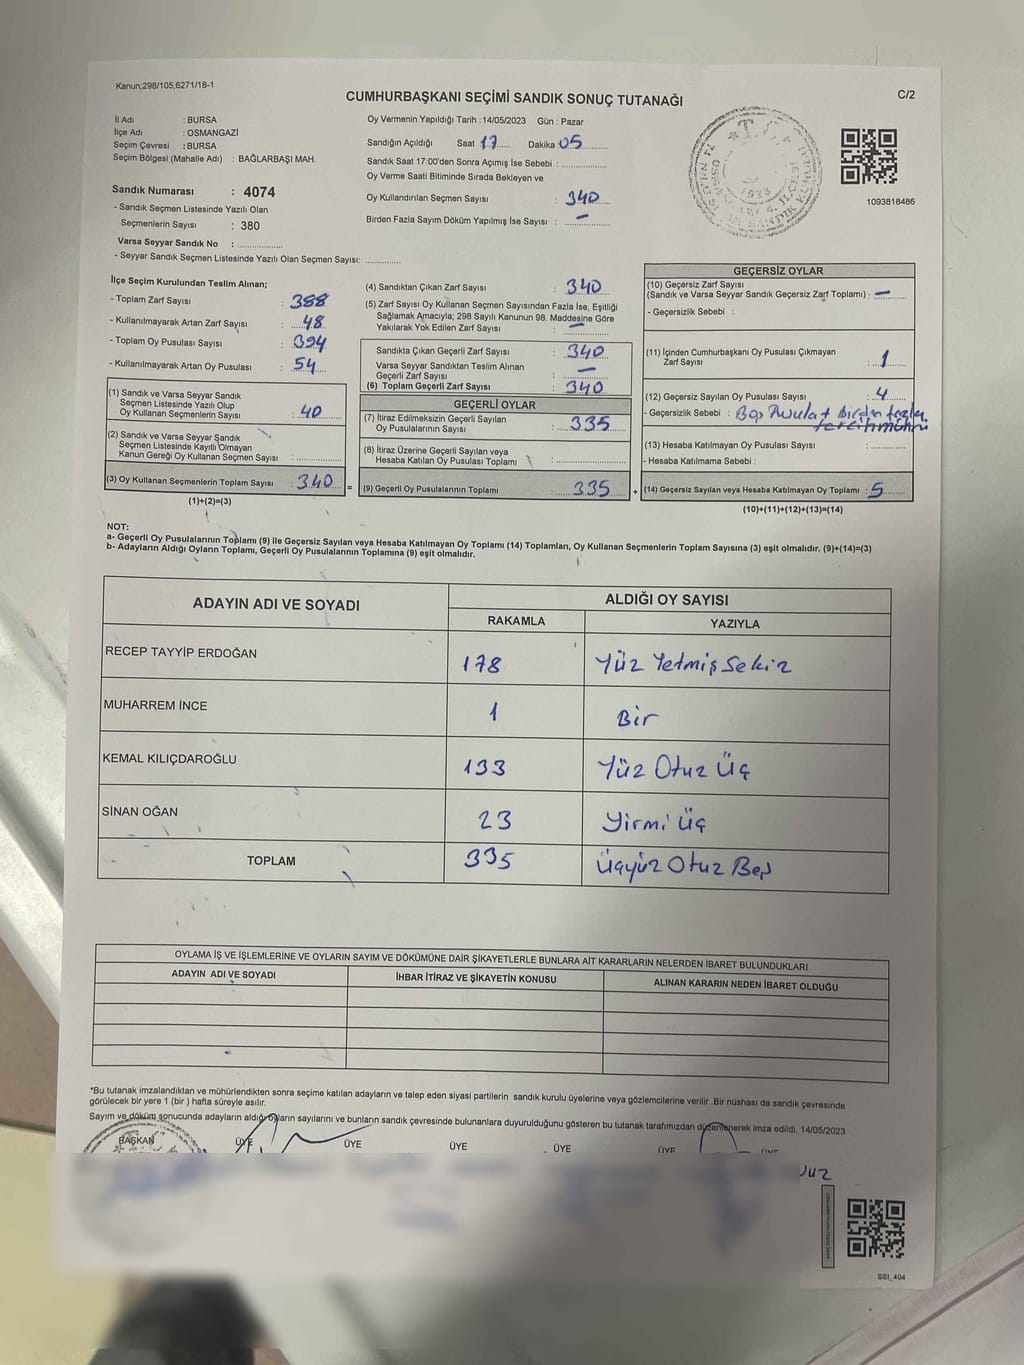 Kanun;298/105;6271/18-1
CUMHURBAŞKANI SEÇİMİ SANDIK SONUÇ TUTANAĞI
C/2
İl Adı : BURSA
İlçe Adı : OSMANGAZİ
Seçim Çevresi : BURSA
Seçim Bölgesi (Mahalle Adı) : BAĞLARBAŞI MAH.
Sandık Numarası : 4074
- Sandık Seçmen Listesinde Yazılı Olan
Seçmenlerin Sayısı : 380
Varsa Seyyar Sandık No : ..............
- Seyyar Sandık Seçmen Listesinde Yazılı Olan Seçmen Sayısı: ............
Oy Vermenin Yapıldığı Tarih : 14/05/2023 Gün : Pazar
Sandığın Açıldığı Saat 17 Dakika 05
Sandık Saat 17:00'den Sonra Açımış İse Sebebi : ..............
Oy Verme Saati Bitiminde Sırada Bekleyen ve
Oy Kullandırılan Seçmen Sayısı : 340
Birden Fazla Sayım Döküm Yapılmış İse Sayısı : –
1093818486
İlçe Seçim Kurulundan Teslim Alınan;
- Toplam Zarf Sayısı : 388
- Kullanılmayarak Artan Zarf Sayısı : 48
- Toplam Oy Pusulası Sayısı : 394
- Kullanılmayarak Artan Oy Pusulası : 54
(1) Sandık ve Varsa Seyyar Sandık
Seçmen Listesinde Yazılı Olup
Oy Kullanan Seçmenlerin Sayısı : 40
(2) Sandık ve Varsa Seyyar Sandık
Seçmen Listesinde Kayıtlı Olmayan
Kanun Gereği Oy Kullanan Seçmen Sayısı : ..............
(3) Oy Kullanan Seçmenlerin Toplam Sayısı : 340 =
(1)+(2)=(3)
(4) Sandıktan Çıkan Zarf Sayısı : 340
(5) Zarf Sayısı Oy Kullanan Seçmen Sayısından Fazla İse, Eşitliği
Sağlamak Amacıyla; 298 Sayılı Kanunun 98. Maddesine Göre
Yakılarak Yok Edilen Zarf Sayısı : –
Sandıkta Çıkan Geçerli Zarf Sayısı : 340
Varsa Seyyar Sandıktan Teslim Alınan
Geçerli Zarf Sayısı : –
(6) Toplam Geçerli Zarf Sayısı : 340
GEÇERLİ OYLAR
(7) İtiraz Edilmeksizin Geçerli Sayılan
Oy Pusulalarının Sayısı : 335
(8) İtiraz Üzerine Geçerli Sayılan veya
Hesaba Katılan Oy Pusulası Toplamı : ..............
(9) Geçerli Oy Pusulalarının Toplamı : 335 +
GEÇERSİZ OYLAR
(10) Geçersiz Zarf Sayısı
(Sandık ve Varsa Seyyar Sandık Geçersiz Zarf Toplamı) : –
- Geçersizlik Sebebi :
(11) İçinden Cumhurbaşkanı Oy Pusulası Çıkmayan
Zarf Sayısı : 1
(12) Geçersiz Sayılan Oy Pusulası Sayısı : 4
- Geçersizlik Sebebi : Boş Pusula + Birden fazla
tercih mührü
(13) Hesaba Katılmayan Oy Pusulası Sayısı : ..............
- Hesaba Katılmama Sebebi :
(14) Geçersiz Sayılan veya Hesaba Katılmayan Oy Toplamı : 5
(10)+(11)+(12)+(13)=(14)
NOT:
a- Geçerli Oy Pusulalarının Toplamı (9) ile Geçersiz Sayılan veya Hesaba Katılmayan Oy Toplamı (14) Toplamları, Oy Kullanan Seçmenlerin Toplam Sayısına (3) eşit olmalıdır. (9)+(14)=(3)
b- Adayların Aldığı Oyların Toplamı, Geçerli Oy Pusulalarının Toplamına (9) eşit olmalıdır.
ADAYIN ADI VE SOYADI ALDIĞI OY SAYISI
RAKAMLA YAZIYLA
RECEP TAYYİP ERDOĞAN 178 Yüz Yetmiş Sekiz
MUHARREM İNCE 1 Bir
KEMAL KILIÇDAROĞLU 133 Yüz Otuz Üç
SİNAN OĞAN 23 Yirmi Üç
TOPLAM 335 Üçyüz Otuz Beş
OYLAMA İŞ VE İŞLEMLERİNE VE OYLARIN SAYIM VE DÖKÜMÜNE DAİR ŞİKAYETLERLE BUNLARA AİT KARARLARIN NELERDEN İBARET BULUNDUKLARI
ADAYIN ADI VE SOYADI İHBAR İTİRAZ VE ŞİKAYETİN KONUSU ALINAN KARARIN NEDEN İBARET OLDUĞU
*Bu tutanak imzalandıktan ve mühürlendikten sonra seçime katılan adayların ve talep eden siyasi partilerin sandık kurulu üyelerine veya gözlemcilerine verilir .Bir nüshası da sandık çevresinde
görülecek bir yere 1 (bir ) hafta süreyle asılır.
Sayım ve döküm sonucunda adayların aldığı oyların sayılarını ve bunların sandık çevresinde bulunanlara duyurulduğunu gösteren bu tutanak tarafımızdan düzenlenerek imza edildi. 14/05/2023
BAŞKAN ÜYE ÜYE ÜYE ÜYE ÜYE ÜYE
SSI_404